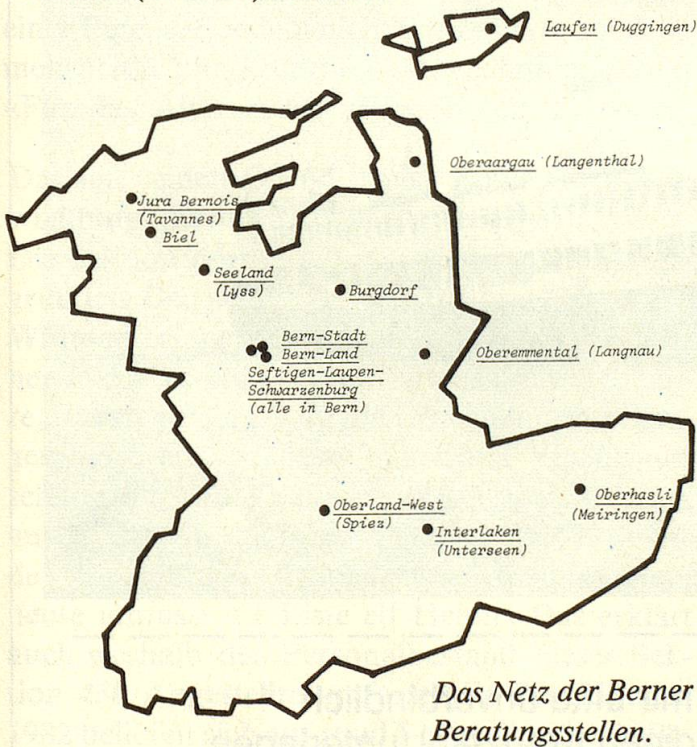 Laufen (Duggingen)
Oberaargau (Langenthal)
Jura Bernois
(Tavannes)
Biel
Seeland
(Lyss)
Burgdorf
Bern-Stadt
Bern-Land
Seftigen-Laupen-
Schwarzenburg
(alle in Bern)
Oberemmental (Langnau)
Oberhasli
(Meiringen)
Oberland-West
(Spiez)
Interlaken
(Unterseen)
Das Netz der Berner
Beratungsstellen.